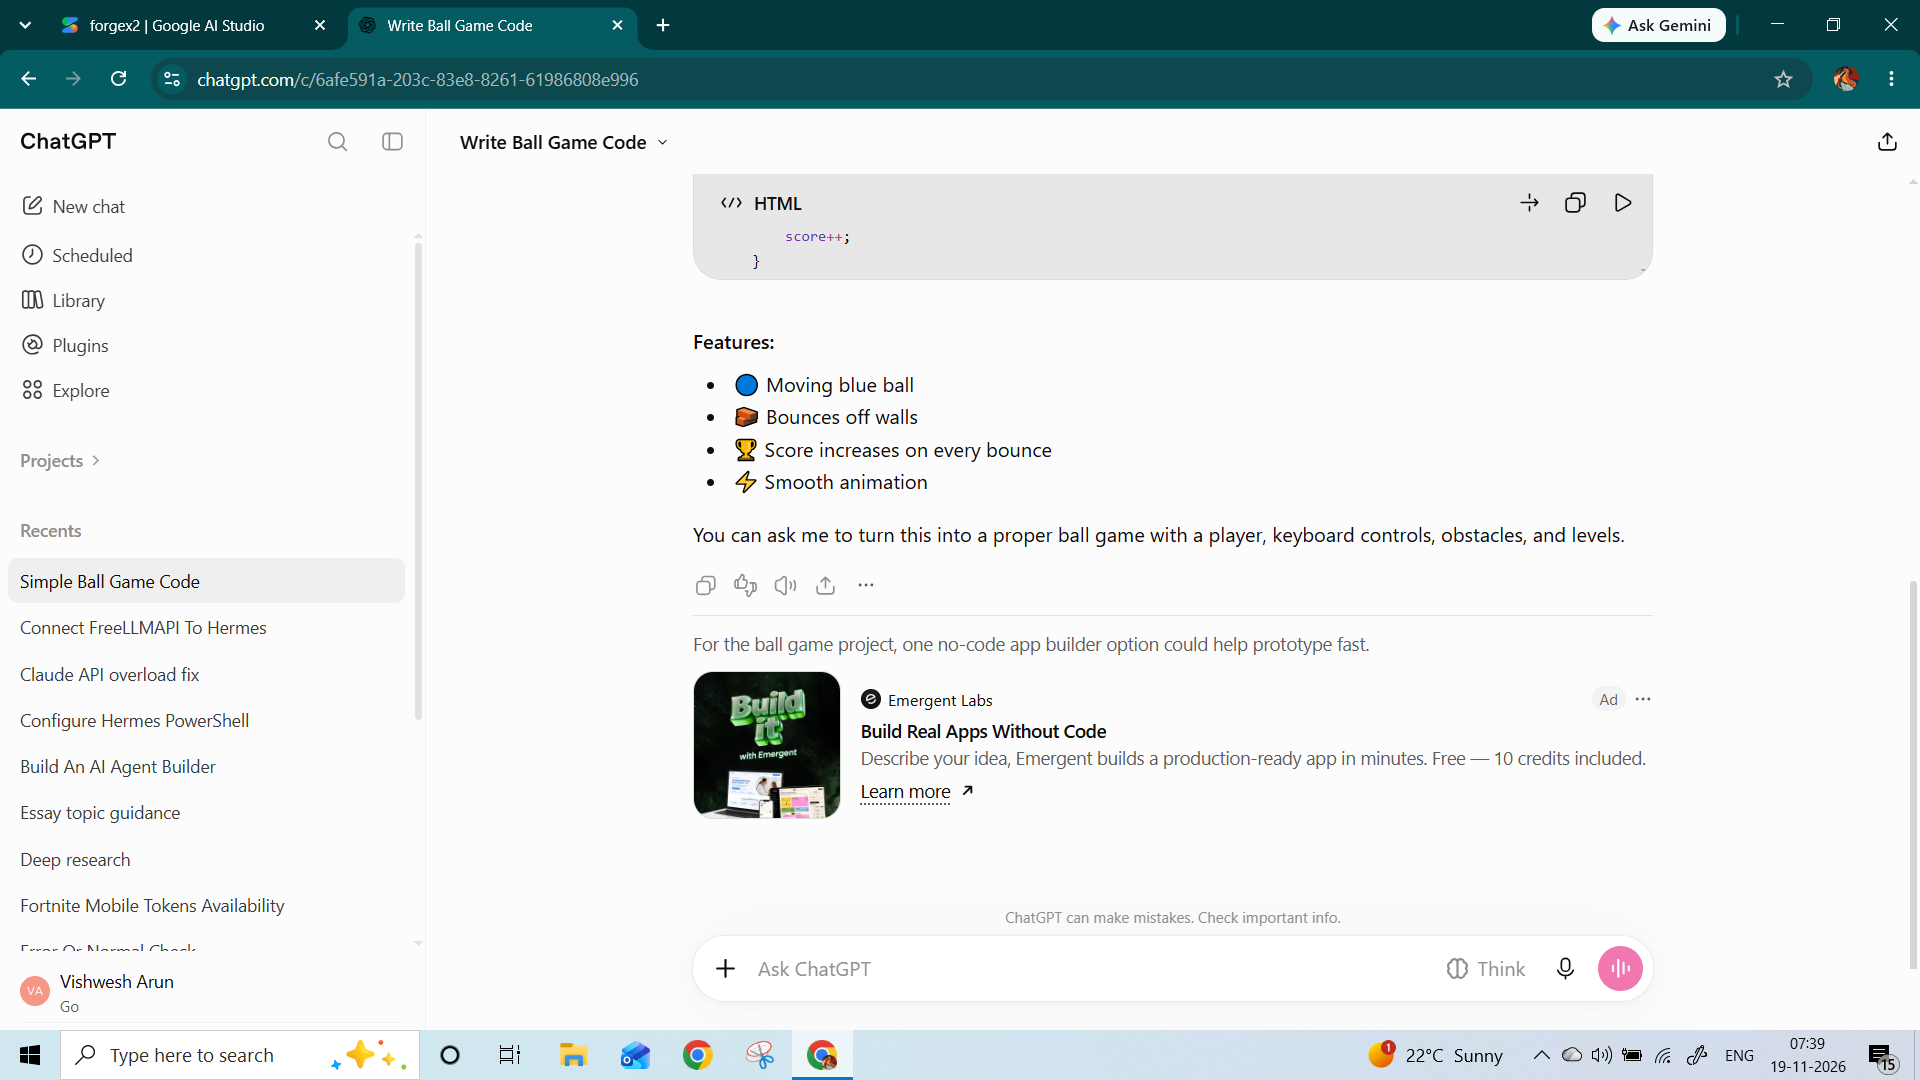 forgex2 | Google AI Studio
Write Ball Game Code
Ask Gemini
chatgpt.com/c/6afe591a-203c-83e8-8261-61986808e996
ChatGPT
New chat
Scheduled
Library
Plugins
Explore
Projects
Recents
Simple Ball Game Code
Connect FreeLLMAPI To Hermes
Claude API overload fix
Configure Hermes PowerShell
Build An AI Agent Builder
Essay topic guidance
Deep research
Fortnite Mobile Tokens Availability
Error Or Normal Check
VA
Vishwesh Arun
Go
Write Ball Game Code
HTML
score++;
}
Features:
• 🔵 Moving blue ball
• 🧱 Bounces off walls
• 🏆 Score increases on every bounce
• ⚡ Smooth animation
You can ask me to turn this into a proper ball game with a player, keyboard controls, obstacles, and levels.
For the ball game project, one no-code app builder option could help prototype fast.
Build
it
with Emergent
Emergent Labs
Ad
Build Real Apps Without Code
Describe your idea, Emergent builds a production-ready app in minutes. Free — 10 credits included.
Learn more
ChatGPT can make mistakes. Check important info.
Ask ChatGPT
Think
Type here to search
1
22°C Sunny
ENG
07:39
19-11-2026
15